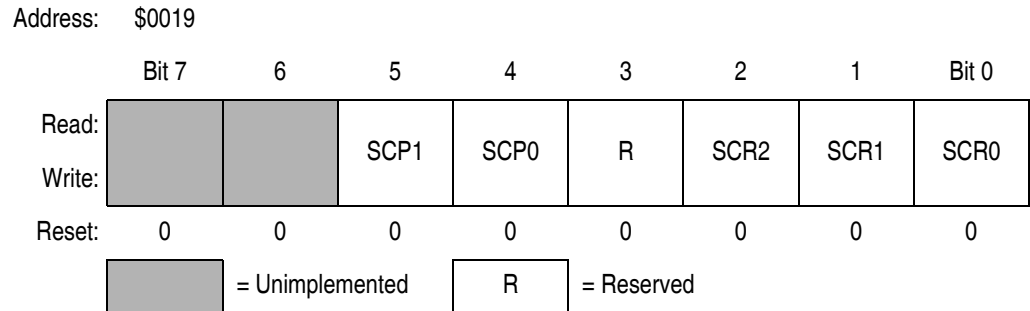 Address: $0019
Bit 7 6 5 4 3 2 1 Bit 0
Read:
SCP1 SCP0 R SCR2 SCR1 SCR0
Write:
Reset: 0 0 0 0 0 0 0 0
= Unimplemented R = Reserved